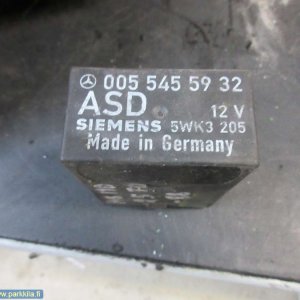 005 545 59 32
ASD 12 V
SIEMENS 5WK3 205
Made in Germany
www.parkkila.fi